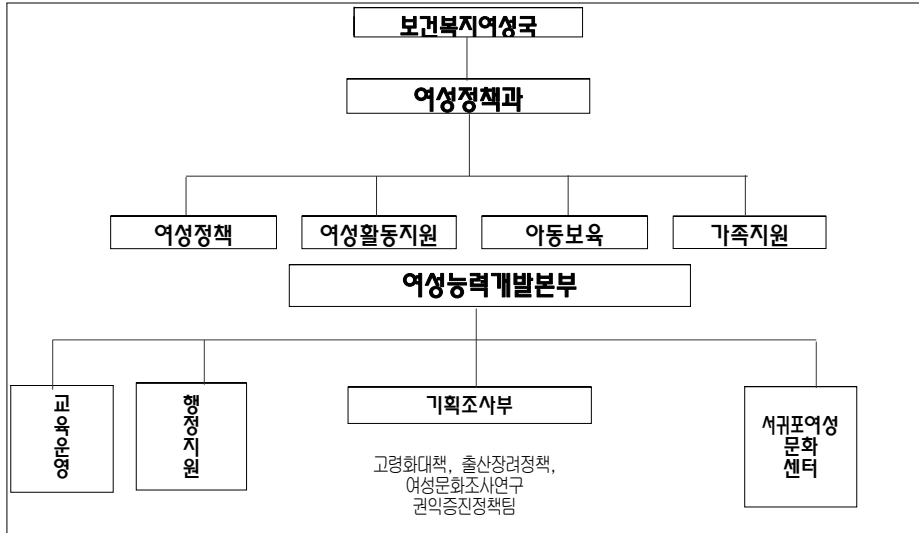 보건복지여성국
여성정책과
여성정책
여성활동지원
아동보육
가족지원
여성능력개발본부
교육운영
행정지원
기획조사부
서귀포여성
문화
센터
고령화대책, 출산장려정책,
여성문화조사연구
권익증진정책팀